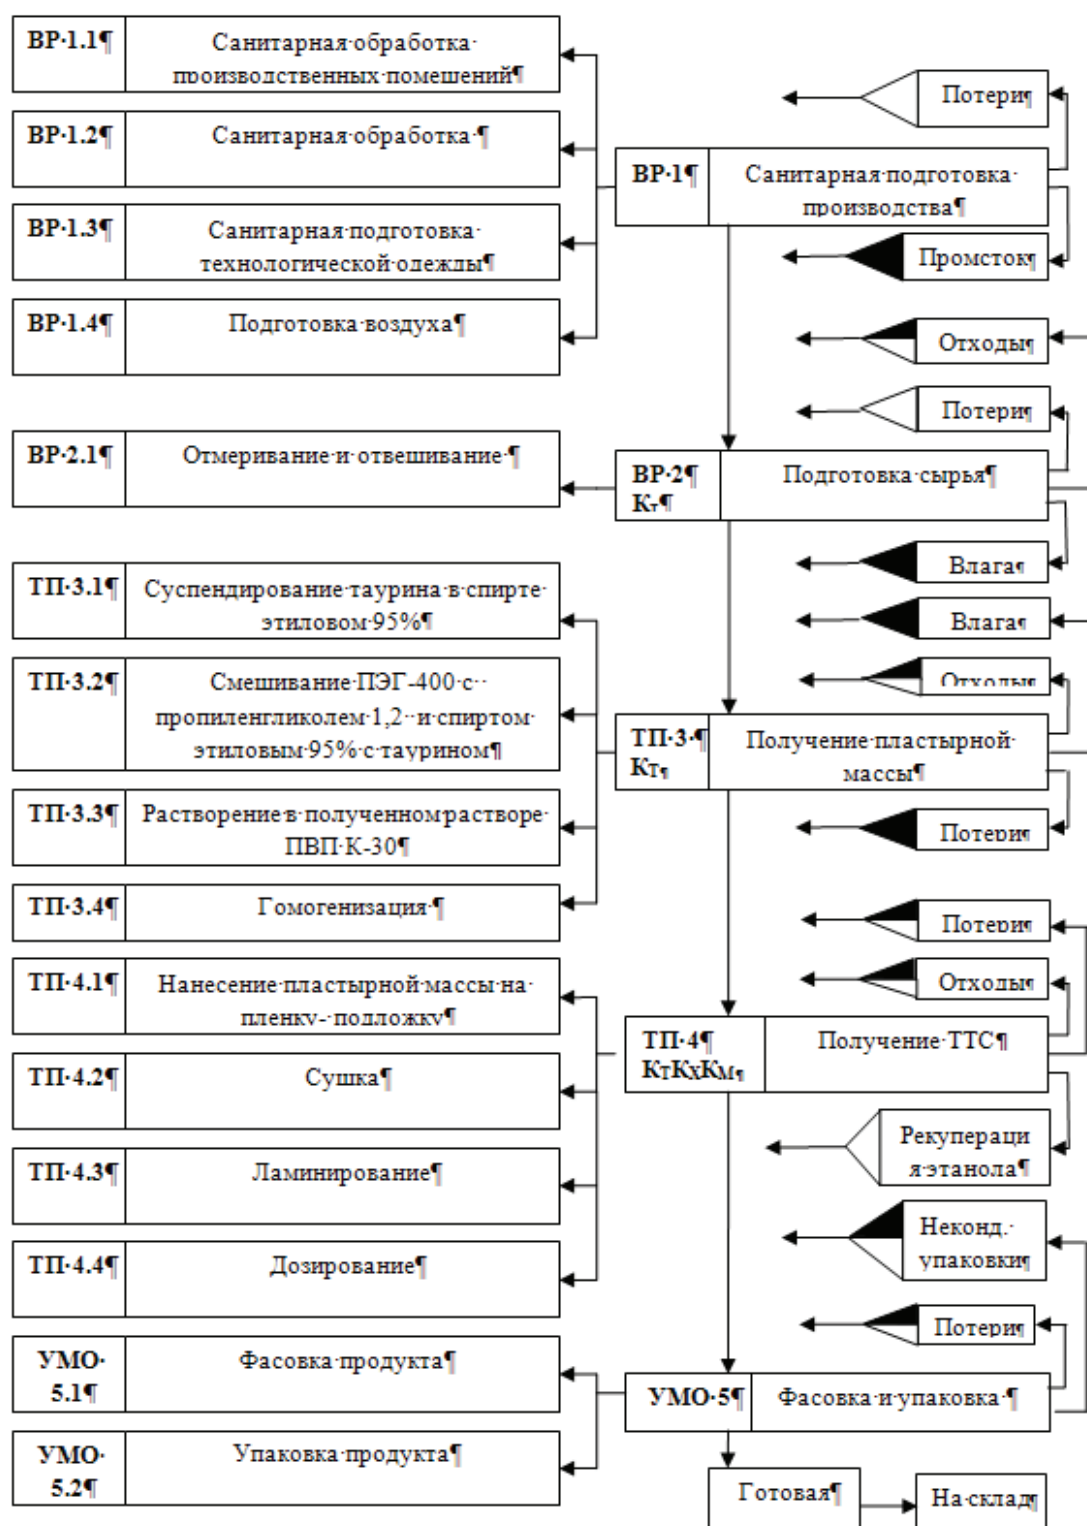 ВР·1.1¶
Санитарная·обработка·
производственных·помещений¶
ВР·1.2¶
Санитарная·обработка·¶
ВР·1.3¶
Санитарная·подготовка·
технологической·одежды¶
ВР·1.4¶
Подготовка·воздуха¶
Потери¶
ВР·1¶
Санитарная·подготовка·
производства¶
Промсток¶
Отходы¶
Потери¶
ВР·2.1¶
Отмеривание·и·отвешивание·¶
ВР·2¶
Кт¶
Подготовка·сырья¶
Влага¶
Влага¶
ТП·3.1¶
Суспендирование·таурина·в·спирте·
этиловом·95%¶
ТП·3.2¶
Смешивание·ПЭГ-400·с··
пропиленгликолем·1,2··и·спиртом·
этиловым·95%·с·таурином¶
ТП·3.3¶
Растворение·в·полученном·растворе·
ПВП·К-30¶
ТП·3.4¶
Гомогенизация·¶
Отходы¶
ТП·3·¶
КТ¶
Получение·пластырной·
массы¶
Потери¶
Потери¶
Отходы¶
ТП·4.1¶
Нанесение·пластырной·массы·на·
пленку-·подложку¶
ТП·4.2¶
Сушка¶
ТП·4.3¶
Ламинирование¶
ТП·4.4¶
Дозирование¶
ТП·4¶
КТКХКМ¶
Получение·ТТС¶
Рекупераци
я·этанола¶
Неконд.·
упаковки¶
Потери¶
УМО·
5.1¶
Фасовка·продукта¶
УМО·
5.2¶
Упаковка·продукта¶
УМО·5¶
Фасовка·и·упаковка·¶
Готовая¶
На·склад¶